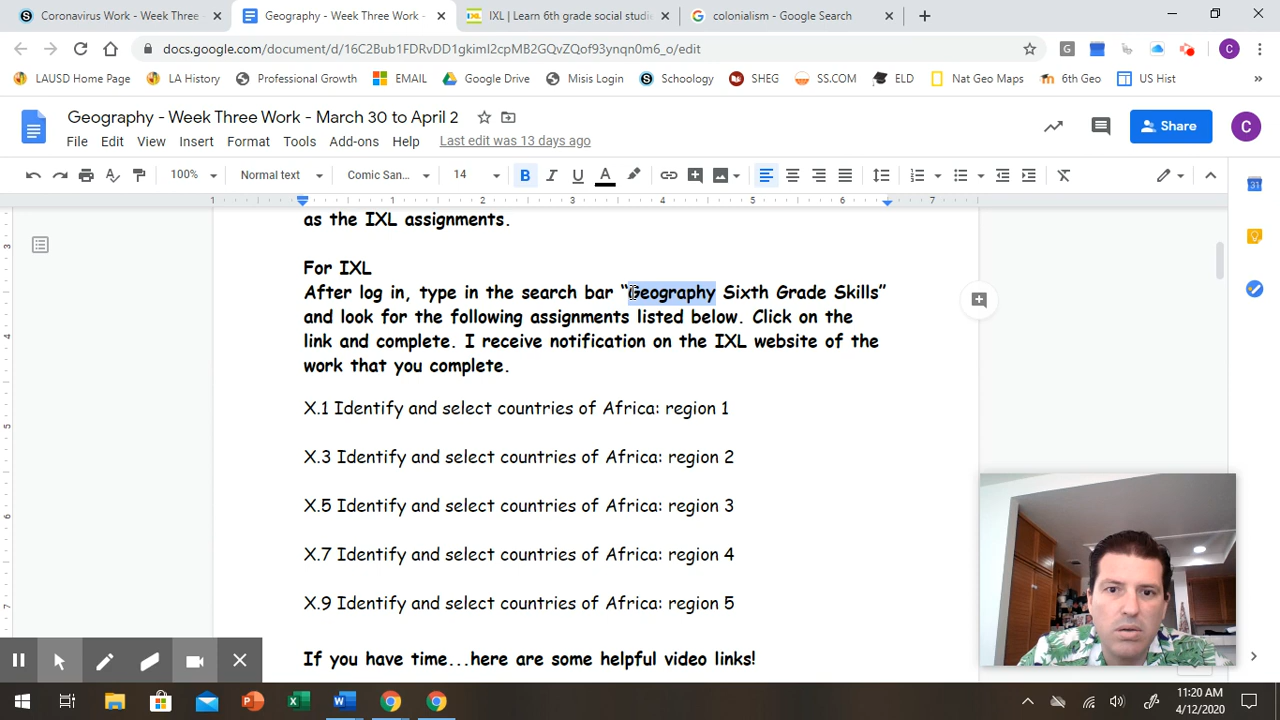 Coronavirus Work - Week Three
Geography - Week Three Work -
IXL | Learn 6th grade social studi
colonialism - Google Search
docs.google.com/document/d/16C2Bub1FDRvDD1gkimI2cpMB2GQvZQof93ynqn0m6_o/edit
LAUSD Home Page
LA History
Professional Growth
EMAIL
Google Drive
Misis Login
Schoology
SHEG
SS.COM
ELD
Nat Geo Maps
6th Geo
US Hist
Geography - Week Three Work - March 30 to April 2
File Edit View Insert Format Tools Add-ons Help Last edit was 13 days ago
Share
C
100% Normal text Comic San... 14
1 1 2 3 4 5 6 7
as the IXL assignments.
For IXL
After log in, type in the search bar “Geography Sixth Grade Skills”
and look for the following assignments listed below. Click on the
link and complete. I receive notification on the IXL website of the
work that you complete.
X.1 Identify and select countries of Africa: region 1
X.3 Identify and select countries of Africa: region 2
X.5 Identify and select countries of Africa: region 3
X.7 Identify and select countries of Africa: region 4
X.9 Identify and select countries of Africa: region 5
If you have time...here are some helpful video links!
11:20 AM
4/12/2020